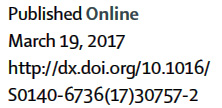 Published Online
March 19, 2017
http://dx.doi.org/10.1016/
S0140-6736(17)30757-2